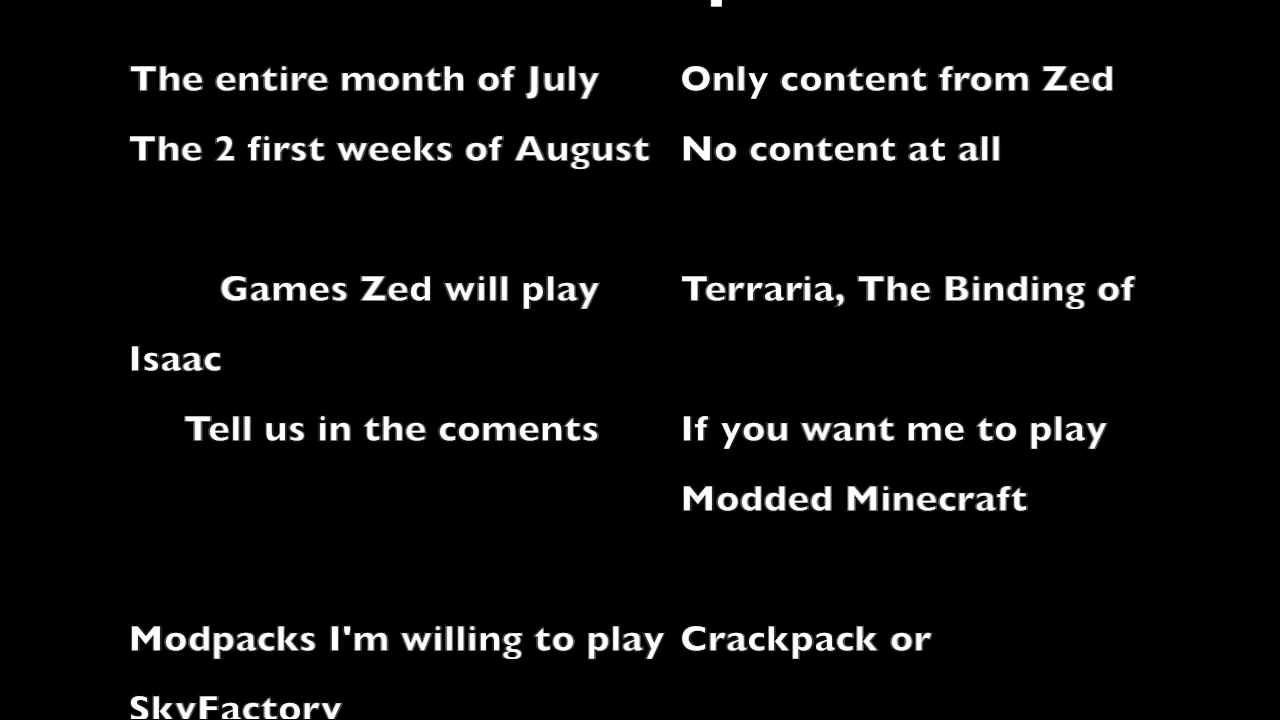 The entire month of July Only content from Zed
The 2 first weeks of August No content at all
Games Zed will play Terraria, The Binding of
Isaac
Tell us in the coments If you want me to play
Modded Minecraft
Modpacks I'm willing to play Crackpack or
SkyFactory